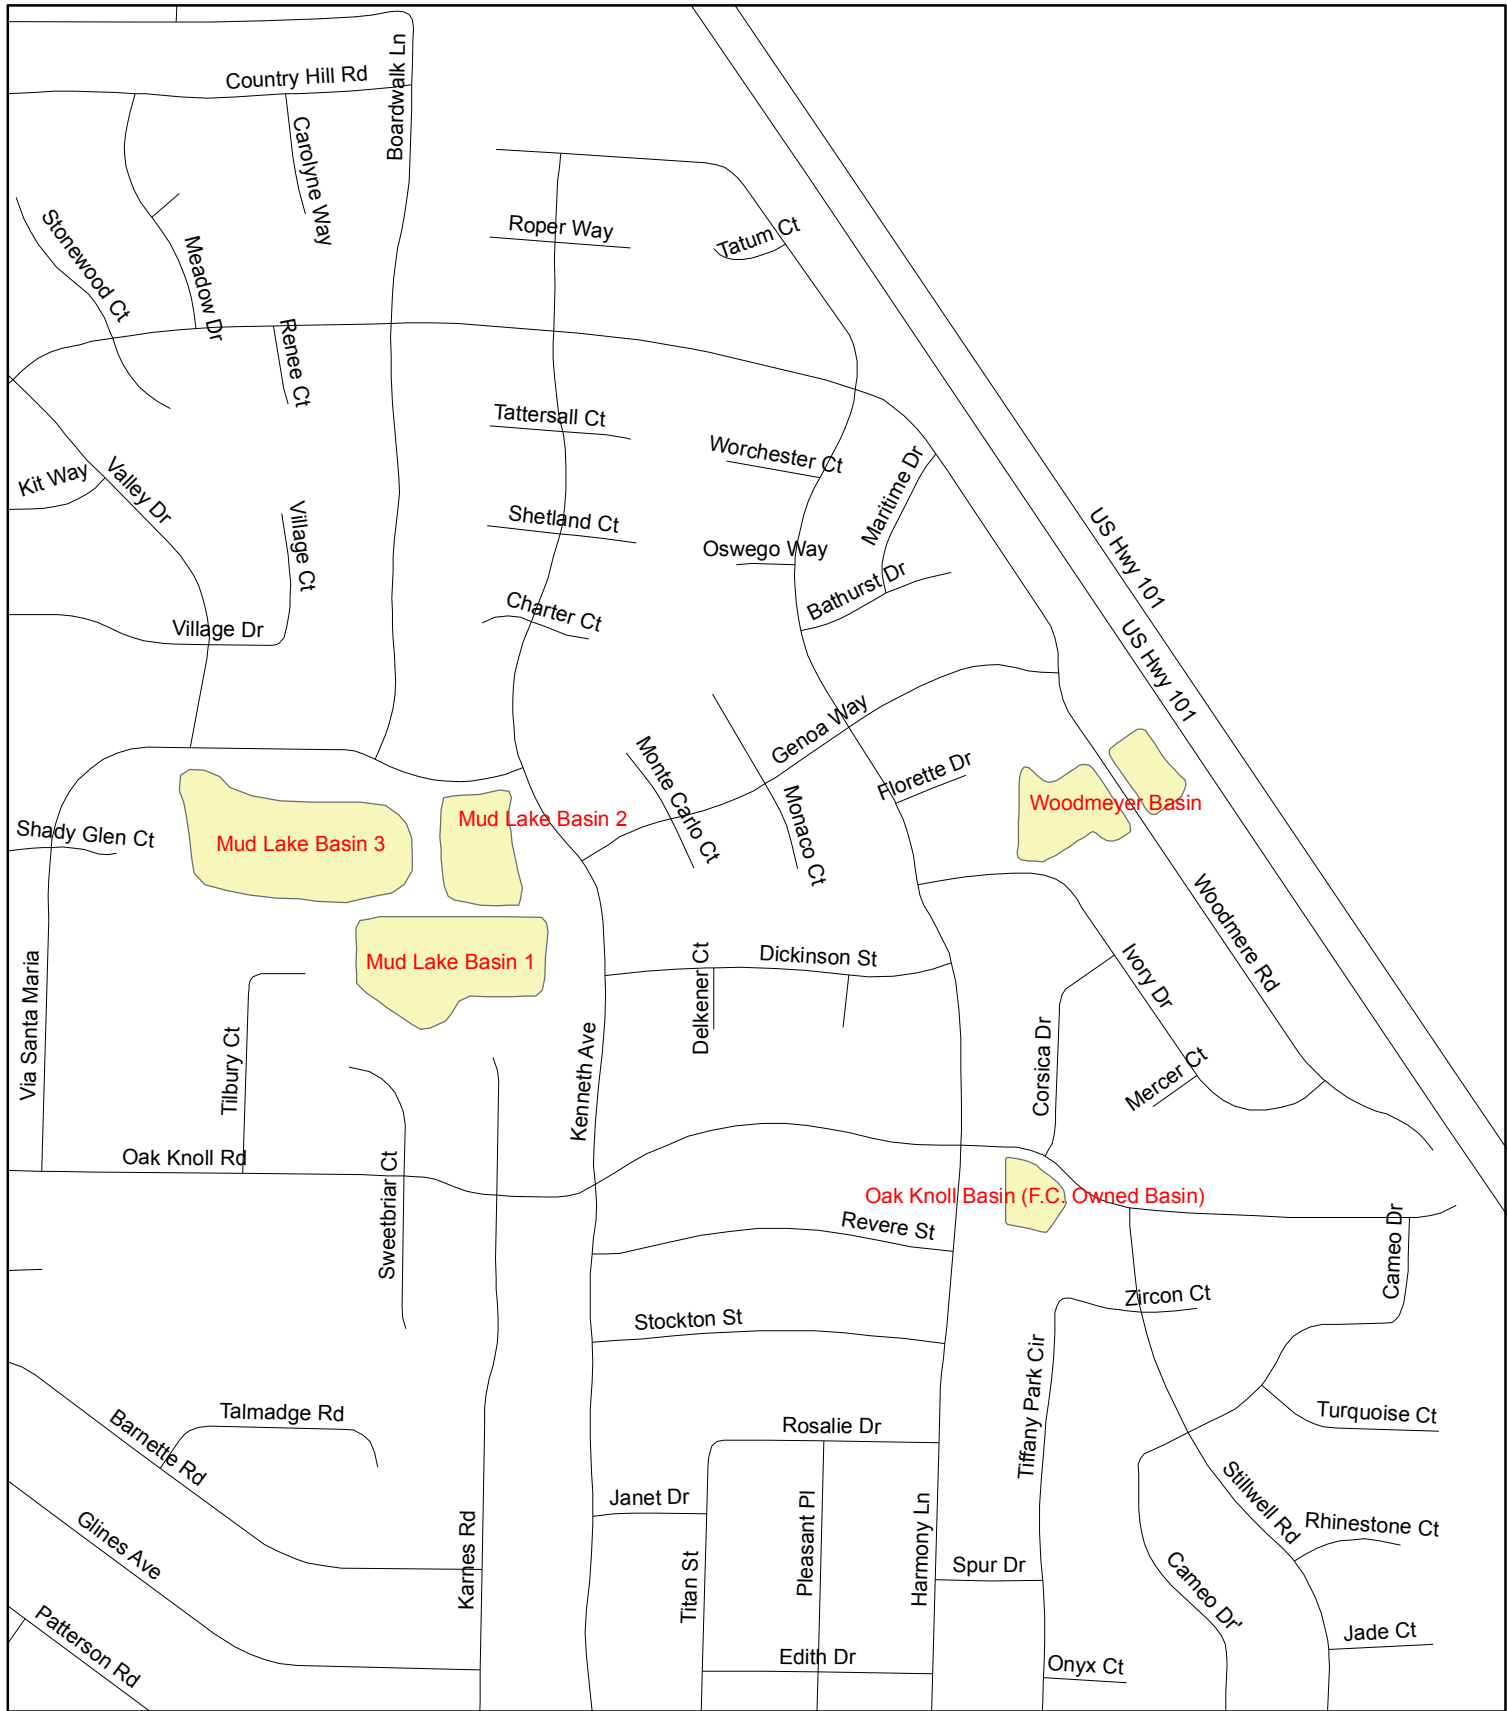 Country Hill Rd
Boardwalk Ln
Carolyne Way
Stonewood Ct
Meadow Dr
Roper Way
Tatum Ct
Renee Ct
Tattersall Ct
Worchester Ct
Maritime Dr
Kit Way
Valley Dr
Village Ct
Shetland Ct
Oswego Way
US Hwy 101
Bathurst Dr
Charter Ct
Village Dr
US Hwy 101
Genoa Way
Monte Carlo Ct
Florette Dr
Monaco Ct
Woodmeyer Basin
Mud Lake Basin 2
Shady Glen Ct
Mud Lake Basin 3
Woodmere Rd
Mud Lake Basin 1
Dickinson St
Delkener Ct
Ivory Dr
Via Santa Maria
Tilbury Ct
Kenneth Ave
Corsica Dr
Mercer Ct
Oak Knoll Rd
Sweetbriar Ct
Oak Knoll Basin (F.C. Owned Basin)
Revere St
Cameo Dr
Zircon Ct
Stockton St
Tiffany Park Cir
Talmadge Rd
Barnette Rd
Rosalie Dr
Turquoise Ct
Stillwell Rd
Janet Dr
Pleasant Pl
Harmony Ln
Rhinestone Ct
Glines Ave
Karnes Rd
Titan St
Spur Dr
Cameo Dr'
Patterson Rd
Edith Dr
Onyx Ct
Jade Ct